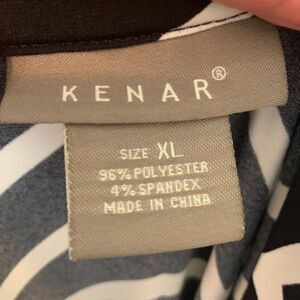 KENAR®
SIZE XL
96% POLYESTER
4% SPANDEX
MADE IN CHINA